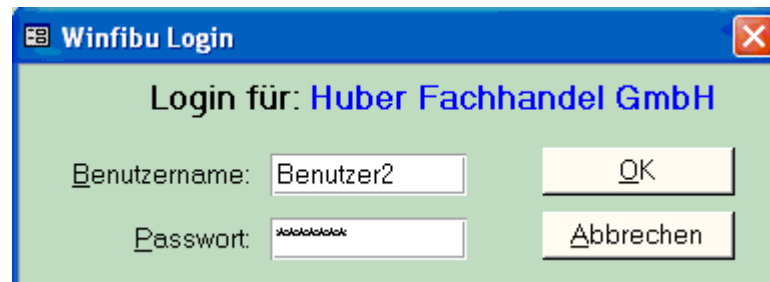 Winfibu Login
Login für: Huber Fachhandel GmbH
Benutzername: Benutzer2 OK
Passwort: ******** Abbrechen